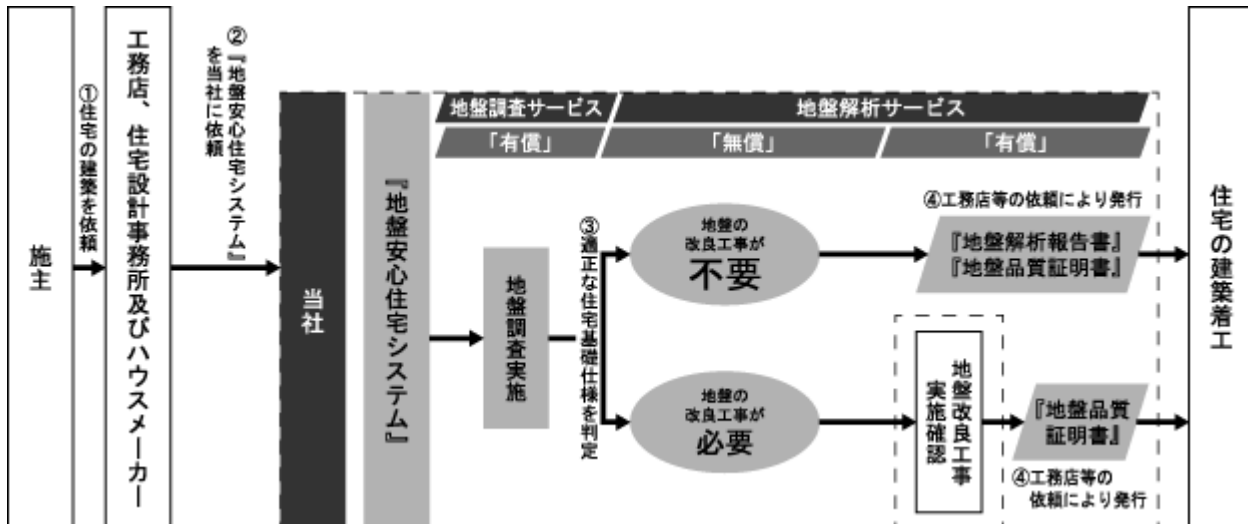 施主
①住宅の建築を依頼
工務店、住宅設計事務所及びハウスメーカー
②『地盤安心住宅システム』
を当社に依頼
当社
『地盤安心住宅システム』
地盤調査サービス
地盤解析サービス
「有償」
「無償」
「有償」
地盤調査実施
③適正な住宅基礎仕様を判定
地盤の
改良工事が
不要
④工務店等の依頼により発行
『地盤解析報告書』
『地盤品質証明書』
地盤の
改良工事が
必要
地盤改良工事
実施確認
『地盤品質
証明書』
④工務店等の
依頼により発行
住宅の建築着工